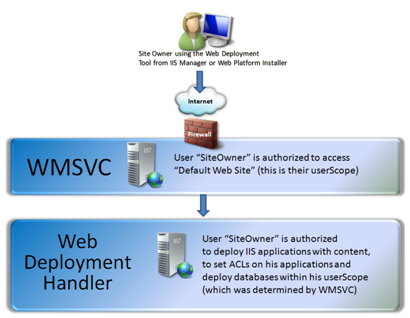 Site Owner using the Web Deployment
Tool from IIS Manager or Web Platform Installer
Internet
Firewall
WMSVC
IIS7
User “SiteOwner” is authorized to access
“Default Web Site” (this is their userScope)
Web
Deployment
Handler
IIS7
User “SiteOwner” is authorized
to deploy IIS applications with content,
to set ACLs on his applications and
deploy databases within his userScope
(which was determined by WMSVC)